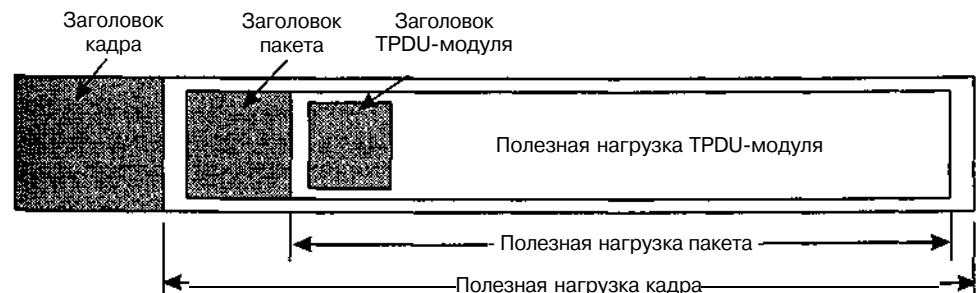 Заголовок
кадра
Заголовок
пакета
Заголовок
TPDU-модуля
Полезная нагрузка TPDU-модуля
Полезная нагрузка пакета
Полезная нагрузка кадра